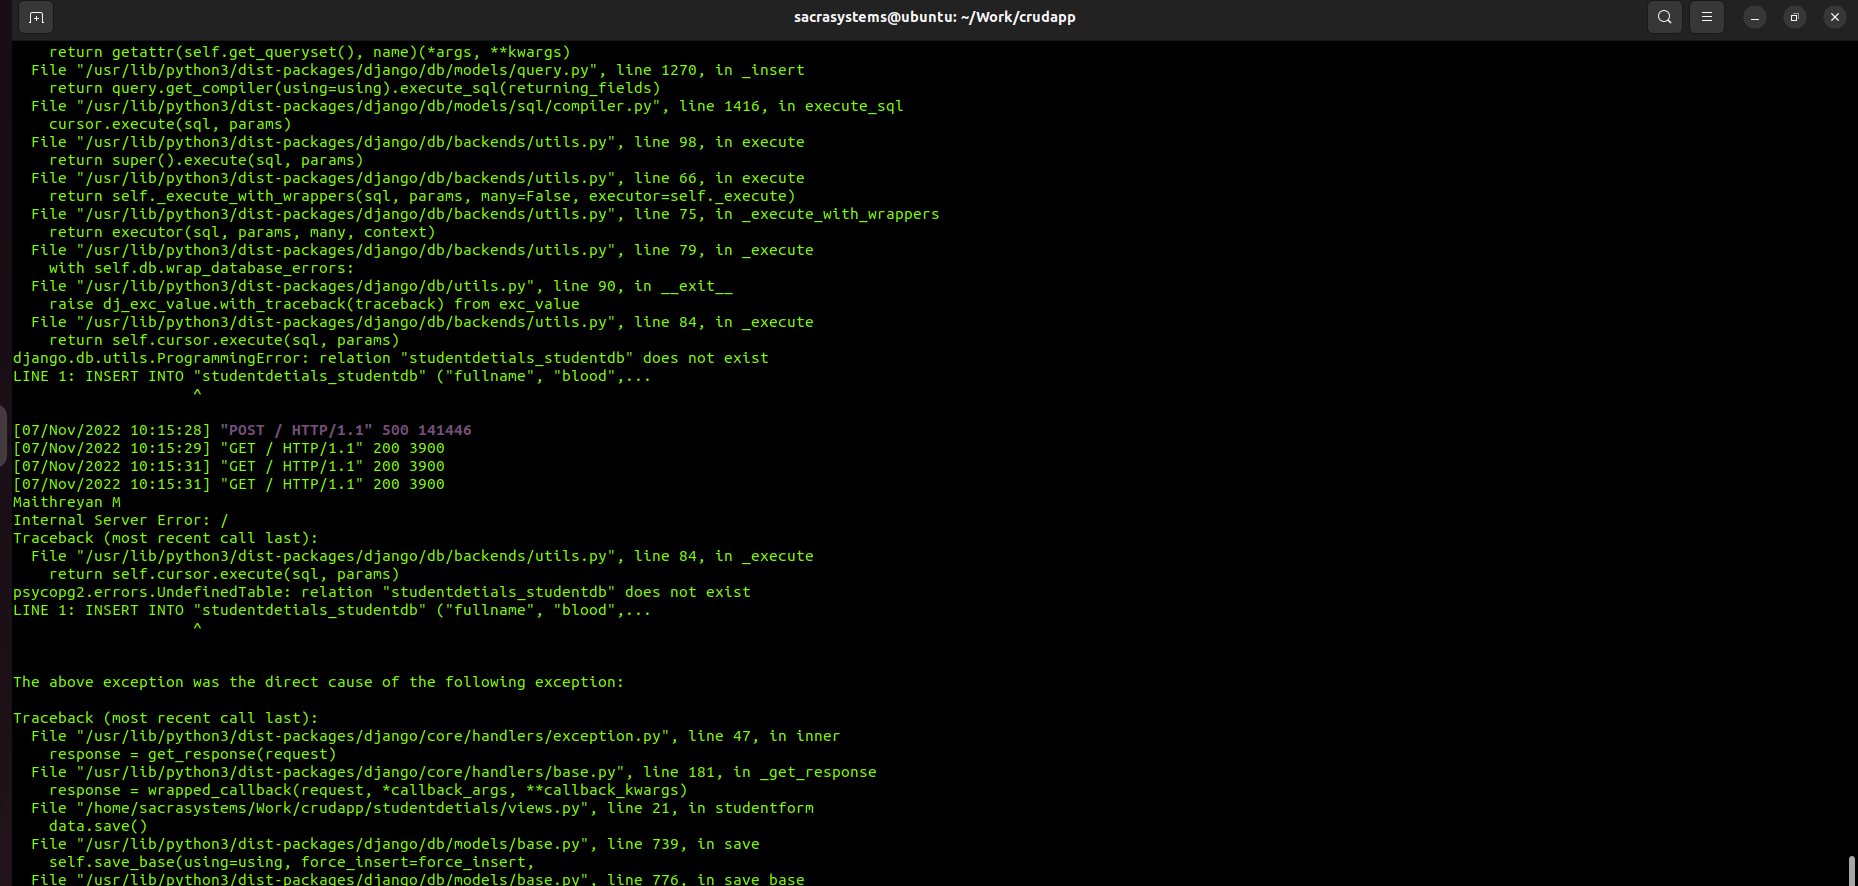 sacrasystems@ubuntu: ~/Work/crudapp
    return getattr(self.get_queryset(), name)(*args, **kwargs)
  File "/usr/lib/python3/dist-packages/django/db/models/query.py", line 1270, in _insert
    return query.get_compiler(using=using).execute_sql(returning_fields)
  File "/usr/lib/python3/dist-packages/django/db/models/sql/compiler.py", line 1416, in execute_sql
    cursor.execute(sql, params)
  File "/usr/lib/python3/dist-packages/django/db/backends/utils.py", line 98, in execute
    return super().execute(sql, params)
  File "/usr/lib/python3/dist-packages/django/db/backends/utils.py", line 66, in execute
    return self._execute_with_wrappers(sql, params, many=False, executor=self._execute)
  File "/usr/lib/python3/dist-packages/django/db/backends/utils.py", line 75, in _execute_with_wrappers
    return executor(sql, params, many, context)
  File "/usr/lib/python3/dist-packages/django/db/backends/utils.py", line 79, in _execute
    with self.db.wrap_database_errors:
  File "/usr/lib/python3/dist-packages/django/db/utils.py", line 90, in __exit__
    raise dj_exc_value.with_traceback(traceback) from exc_value
  File "/usr/lib/python3/dist-packages/django/db/backends/utils.py", line 84, in _execute
    return self.cursor.execute(sql, params)
django.db.utils.ProgrammingError: relation "studentdetials_studentdb" does not exist
LINE 1: INSERT INTO "studentdetials_studentdb" ("fullname", "blood",...
                    ^
[07/Nov/2022 10:15:28] "POST / HTTP/1.1" 500 141446
[07/Nov/2022 10:15:29] "GET / HTTP/1.1" 200 3900
[07/Nov/2022 10:15:31] "GET / HTTP/1.1" 200 3900
[07/Nov/2022 10:15:31] "GET / HTTP/1.1" 200 3900
Maithreyan M
Internal Server Error: /
Traceback (most recent call last):
  File "/usr/lib/python3/dist-packages/django/db/backends/utils.py", line 84, in _execute
    return self.cursor.execute(sql, params)
psycopg2.errors.UndefinedTable: relation "studentdetials_studentdb" does not exist
LINE 1: INSERT INTO "studentdetials_studentdb" ("fullname", "blood",...
                    ^
The above exception was the direct cause of the following exception:
Traceback (most recent call last):
  File "/usr/lib/python3/dist-packages/django/core/handlers/exception.py", line 47, in inner
    response = get_response(request)
  File "/usr/lib/python3/dist-packages/django/core/handlers/base.py", line 181, in _get_response
    response = wrapped_callback(request, *callback_args, **callback_kwargs)
  File "/home/sacrasystems/Work/crudapp/studentdetials/views.py", line 21, in studentform
    data.save()
  File "/usr/lib/python3/dist-packages/django/db/models/base.py", line 739, in save
    self.save_base(using=using, force_insert=force_insert,
  File "/usr/lib/python3/dist-packages/django/db/models/base.py", line 776, in save_base